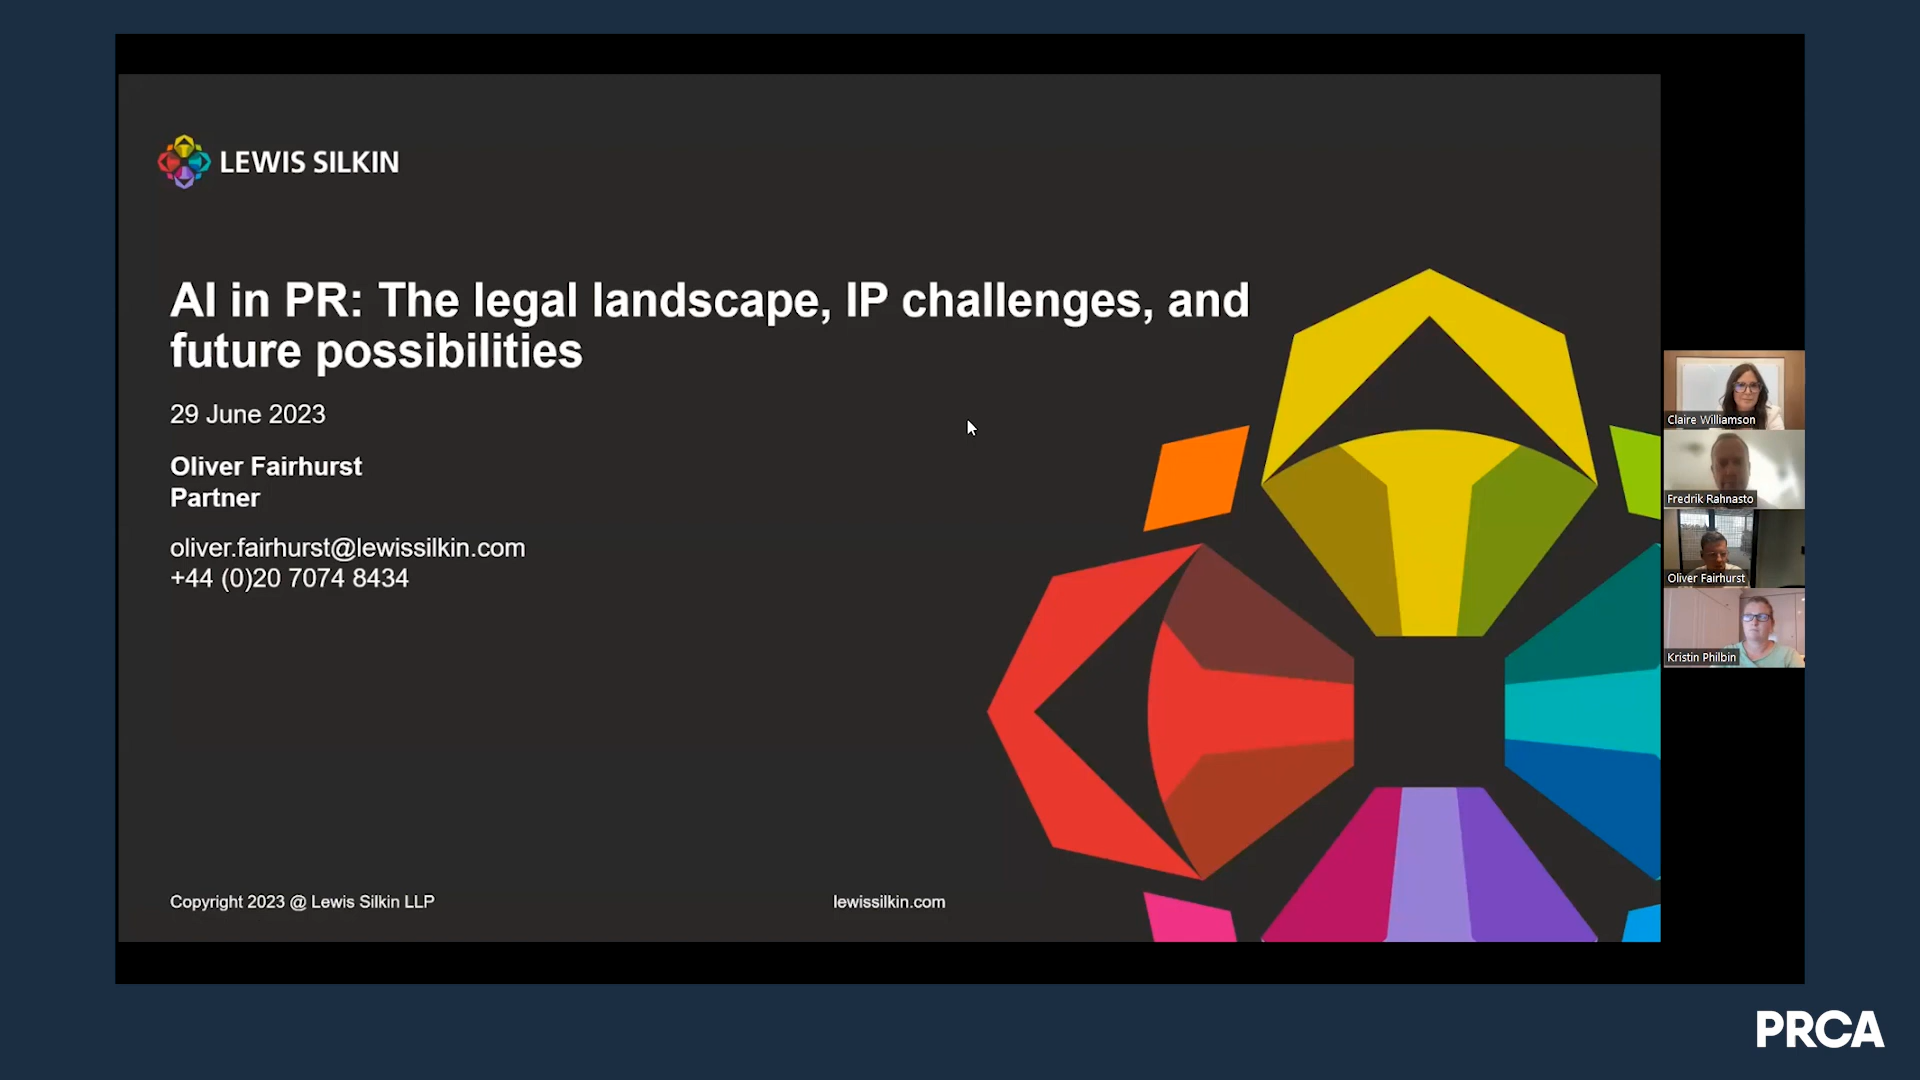 LEWIS SILKIN
AI in PR: The legal landscape, IP challenges, and
future possibilities
29 June 2023
Oliver Fairhurst
Partner
oliver.fairhurst@lewissilkin.com
+44 (0)20 7074 8434
Copyright 2023 @ Lewis Silkin LLP
lewissilkin.com
Claire Williamson
Fredrik Rahnasto
Oliver Fairhurst
Kristin Philbin
PRCA